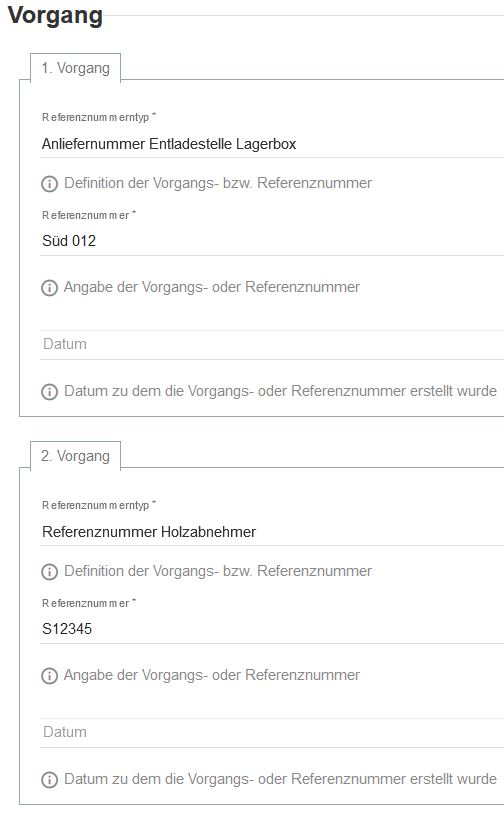 Vorgang
1. Vorgang
Referenznummerntyp *
Anliefernummer Entladestelle Lagerbox
Definition der Vorgangs- bzw. Referenznummer
Referenznummer *
Süd 012
Angabe der Vorgangs- oder Referenznummer
Datum
Datum zu dem die Vorgangs- oder Referenznummer erstellt wurde
2. Vorgang
Referenznummerntyp *
Referenznummer Holzabnehmer
Definition der Vorgangs- bzw. Referenznummer
Referenznummer *
S12345
Angabe der Vorgangs- oder Referenznummer
Datum
Datum zu dem die Vorgangs- oder Referenznummer erstellt wurde